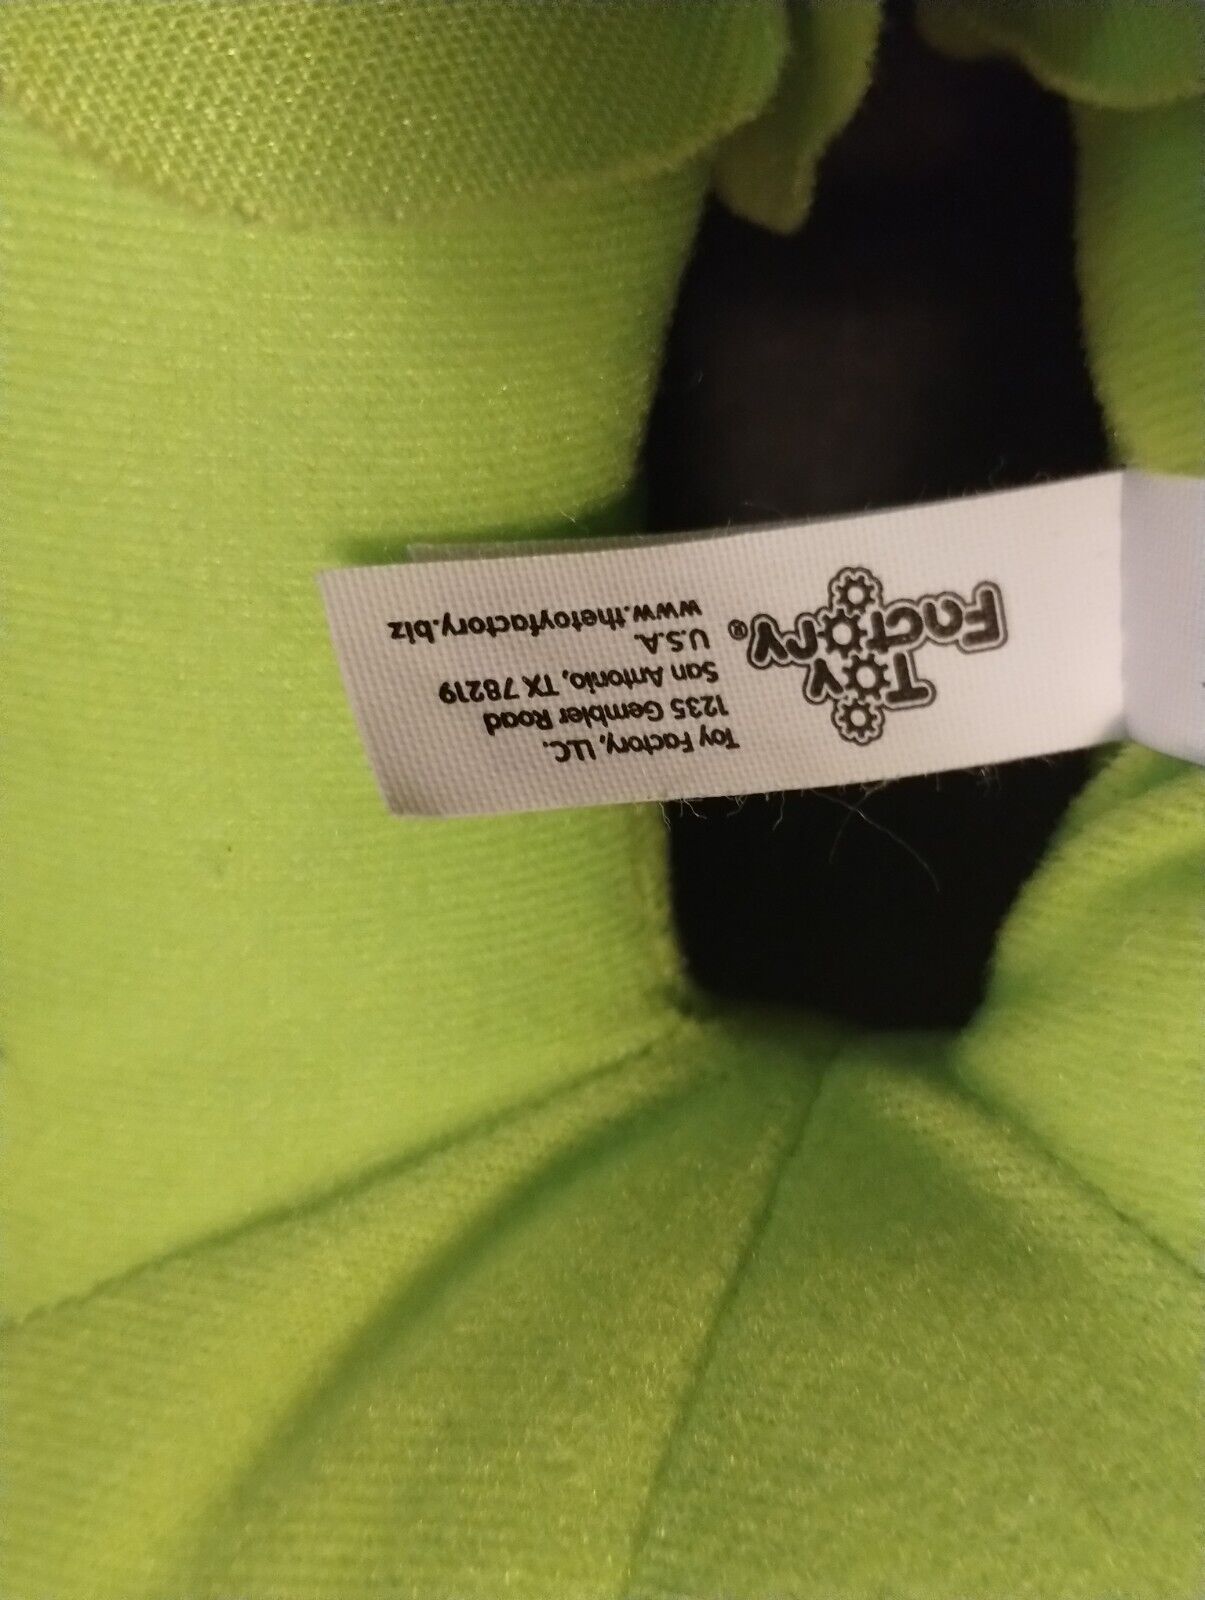 Toy
Factory®
Toy Factory, LLC.
1235 Gembler Road
San Antonio, TX 78219
U.S.A.
www.thetoyfactory.biz